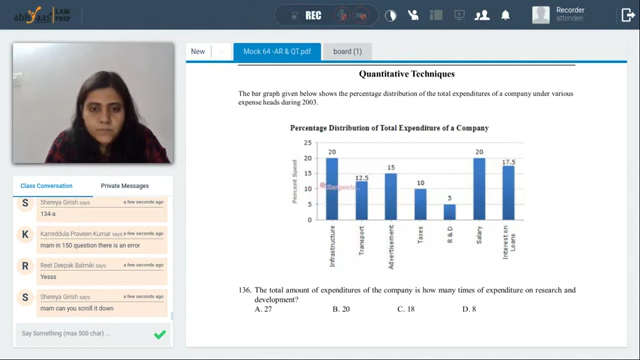 abhyaas LAW PREP
REC
Recorder
attendee
New
Mock 64 -AR & QT.pdf
board (1)
Class Conversation
Private Messages
S Shereya Girish says: a few seconds ago
134-a
K Karreddula Praveen Kumar says: a few seconds ago
mam in 150 question there is an error
R Reet Deepak Balmiki says: a few seconds ago
Yesss
S Shereya Girish says: a few seconds ago
mam can you scroll it down
Say Something (max 500 char) ...
Quantitative Techniques
The bar graph given below shows the percentage distribution of the total expenditures of a company under various
expense heads during 2003.
Percentage Distribution of Total Expenditure of a Company
Percent Spent
25
20
15
10
5
0
20
12.5
15
10
5
20
17.5
Infrastructure
Transport
Advertisement
Taxes
R & D
Salary
Interest on Loans
136. The total amount of expenditures of the company is how many times of expenditure on research and
development?
A. 27 B. 20 C. 18 D. 8